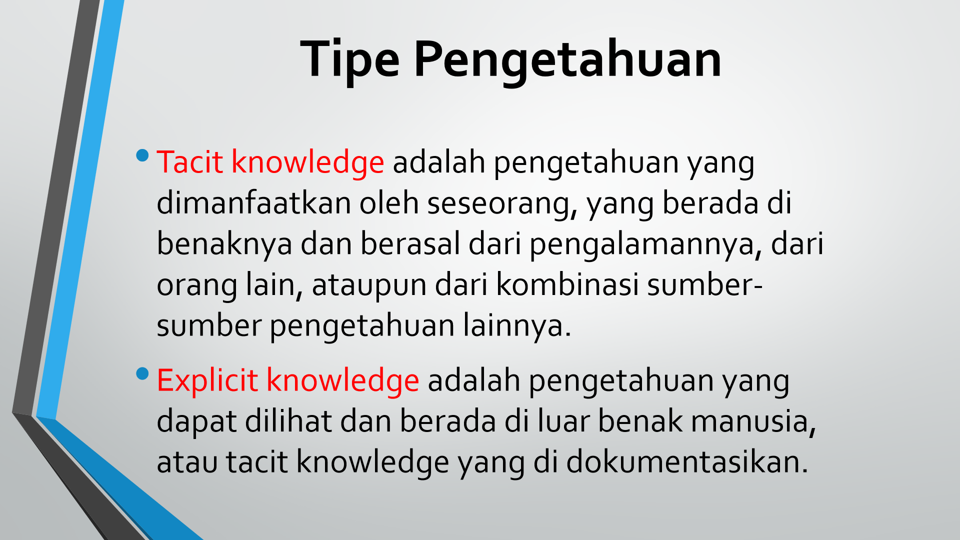 Tipe Pengetahuan
• Tacit knowledge adalah pengetahuan yang
dimanfaatkan oleh seseorang, yang berada di
benaknya dan berasal dari pengalamannya, dari
orang lain, ataupun dari kombinasi sumber-
sumber pengetahuan lainnya.
• Explicit knowledge adalah pengetahuan yang
dapat dilihat dan berada di luar benak manusia,
atau tacit knowledge yang di dokumentasikan.